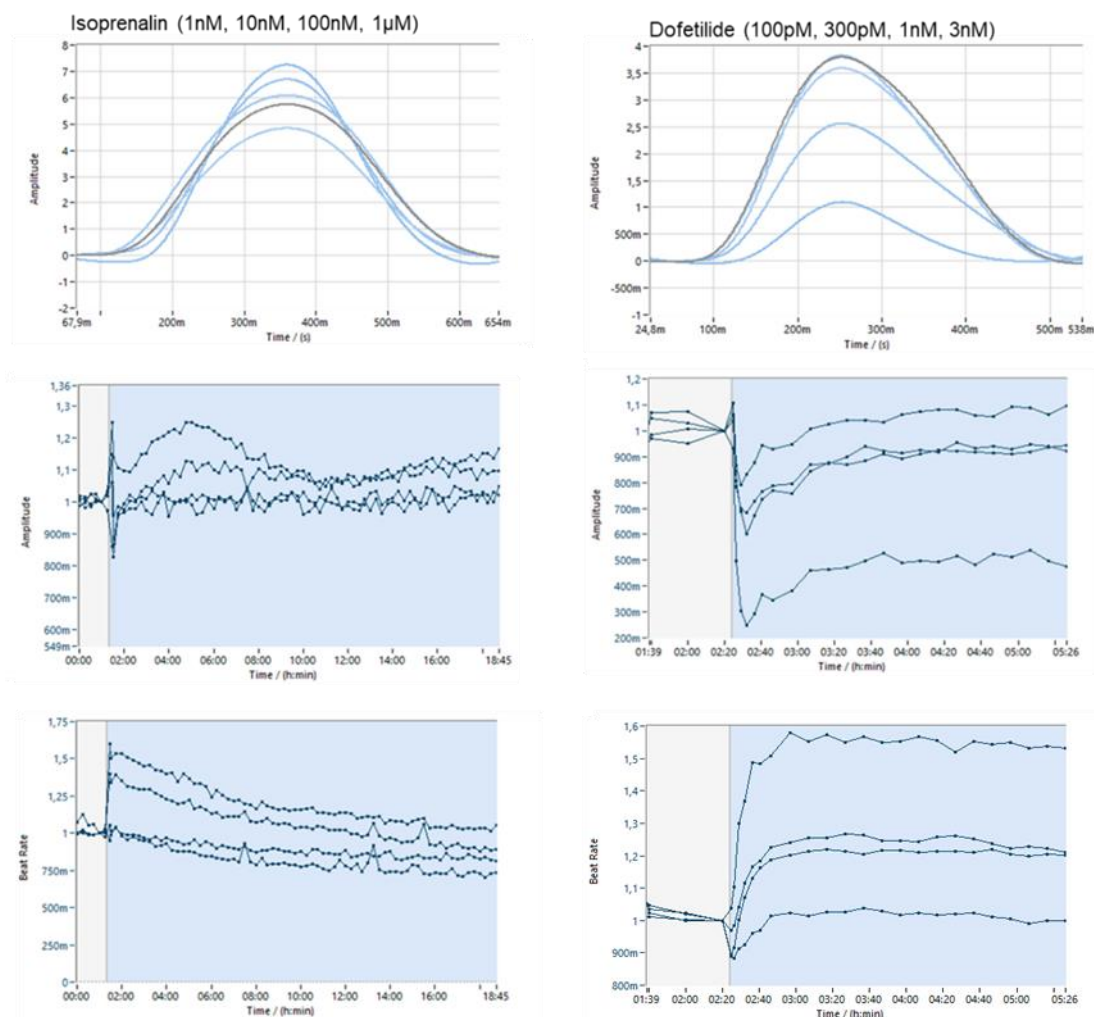 Isoprenalin (1nM, 10nM, 100nM, 1µM)
8
7
6
5
4
3
2
1
0
-1
-2
Amplitude
67,9m 200m 300m 400m 500m 600m 654m
Time / (s)
Dofetilide (100pM, 300pM, 1nM, 3nM)
4
3,5
3
2,5
2
1,5
1
500m
0
-500m
-1
Amplitude
24,8m 100m 200m 300m 400m 500m 538m
Time / (s)
1,36
1,3
1,2
1,1
1
900m
800m
700m
600m
549m
Amplitude
00:00 02:00 04:00 06:00 08:00 10:00 12:00 14:00 16:00 18:45
Time / (h:min)
1,2
1,1
1
900m
800m
700m
600m
500m
400m
300m
200m
Amplitude
01:39 02:00 02:20 02:40 03:00 03:20 03:40 04:00 04:20 04:40 05:00 05:26
Time / (h:min)
1,75
1,5
1,25
1
750m
500m
250m
0
Beat Rate
00:00 02:00 04:00 06:00 08:00 10:00 12:00 14:00 16:00 18:45
Time / (h:min)
1,6
1,5
1,4
1,3
1,2
1,1
1
900m
800m
Beat Rate
01:39 02:00 02:20 02:40 03:00 03:20 03:40 04:00 04:20 04:40 05:00 05:26
Time / (h:min)